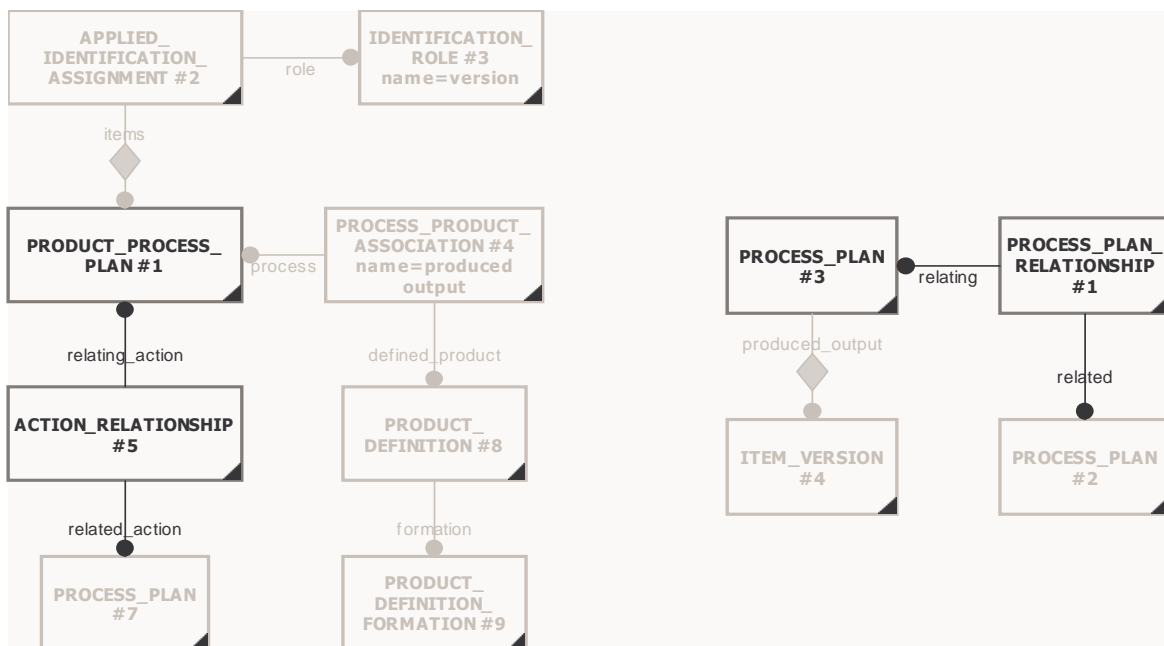 APPLIED_
IDENTIFICATION_
ASSIGNMENT #2
role
IDENTIFICATION_
ROLE #3
name=version
items
PRODUCT_PROCESS_
PLAN #1
process
PROCESS_PRODUCT_
ASSOCIATION #4
name=produced
output
relating_action
defined_product
ACTION_RELATIONSHIP
#5
PRODUCT_
DEFINITION #8
related_action
formation
PROCESS_PLAN
#7
PRODUCT_
DEFINITION_
FORMATION #9
PROCESS_PLAN
#3
relating
PROCESS_PLAN_
RELATIONSHIP
#1
produced_output
related
ITEM_VERSION
#4
PROCESS_PLAN
#2